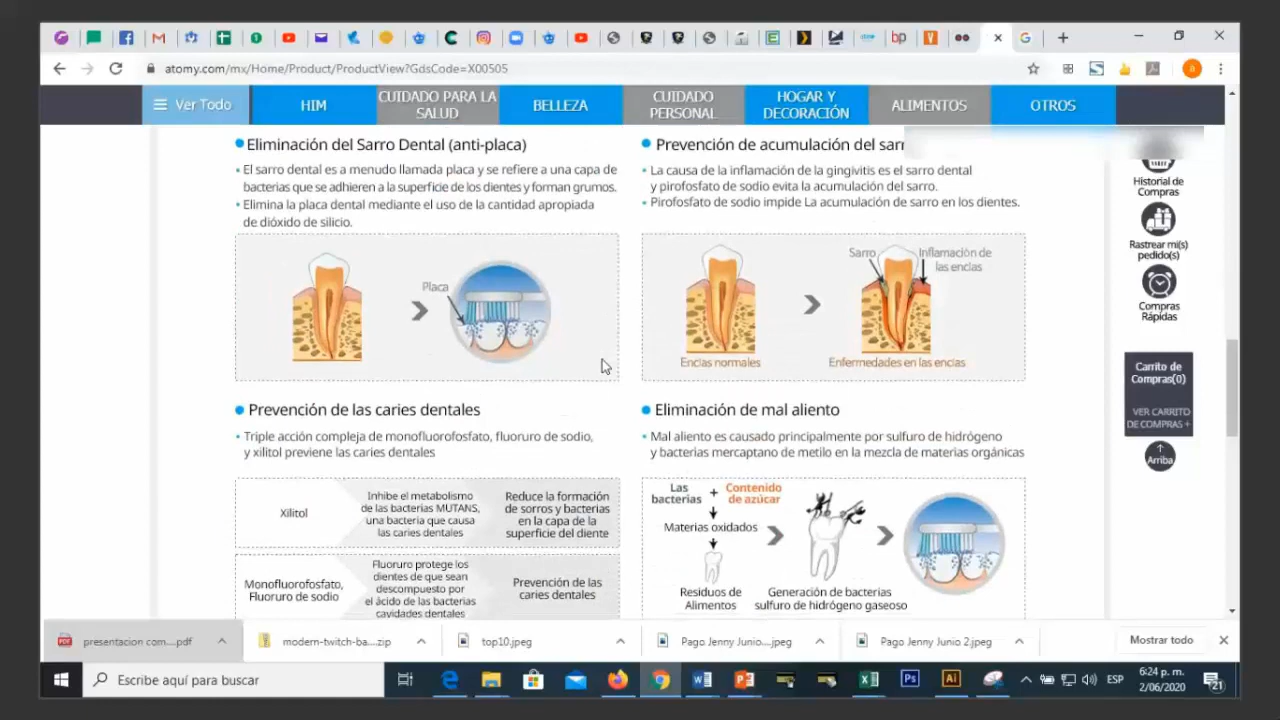 atomy.com/mx/Home/Product/ProductView?GdsCode=X00505
Ver Todo
HIM
CUIDADO PARA LA
SALUD
BELLEZA
CUIDADO
PERSONAL
HOGAR Y
DECORACIÓN
ALIMENTOS
OTROS
Eliminación del Sarro Dental (anti-placa)
El sarro dental es a menudo llamada placa y se refiere a una capa de
bacterias que se adhieren a la superficie de los dientes y forman grumos.
Elimina la placa dental mediante el uso de la cantidad apropiada
de dióxido de silicio.
Placa
Prevención de acumulación del
La causa de la inflamación de la gingivitis es el sarro dental
y pirofosfato de sodio evita la acumulación del sarro.
Pirofosfato de sodio impide La acumulación de sarro en los dientes.
Sarro
Inflamación de
las encias
Encias normales
Enfermedades en las encias
Prevención de las caries dentales
Triple acción compleja de monofluorofosfato, fluoruro de sodio,
y xilitol previene las caries dentales
Xilitol
Inhibe el metabolismo
de las bacterias MUTANS,
una bacteria que causa
las caries dentales
Reduce la formación
de sorros y bacterias
en la capa de la
superficie del diente
Monofluorofosfato,
Fluoruro de sodio
Fluoruro protege los
dientes de que sean
descompuesto por
el ácido de las bacterias
cavidades dentales
Prevención de las
caries dentales
Eliminación de mal aliento
Mal aliento es causado principalmente por sulfuro de hidrógeno
y bacterias mercaptano de metilo en la mezcla de materias orgánicas
Las
bacterias
+
Contenido
de azúcar
Materias oxidados
Residuos de
Alimentos
Generación de bacterias
sulfuro de hidrógeno gaseoso
Historial de
Compras
Rastrear mi(s)
pedido(s)
Compras
Rápidas
Carrito de
Compras(0)
VER CARRITO
DE COMPRAS +
Arriba
presentacion com....pdf
modern-twitch-ba....zip
top10.jpeg
Pago Jenny Junio....jpeg
Pago Jenny Junio 2.jpeg
Mostrar todo
Escribe aquí para buscar
ESP
6:24 p. m.
2/06/2020
21